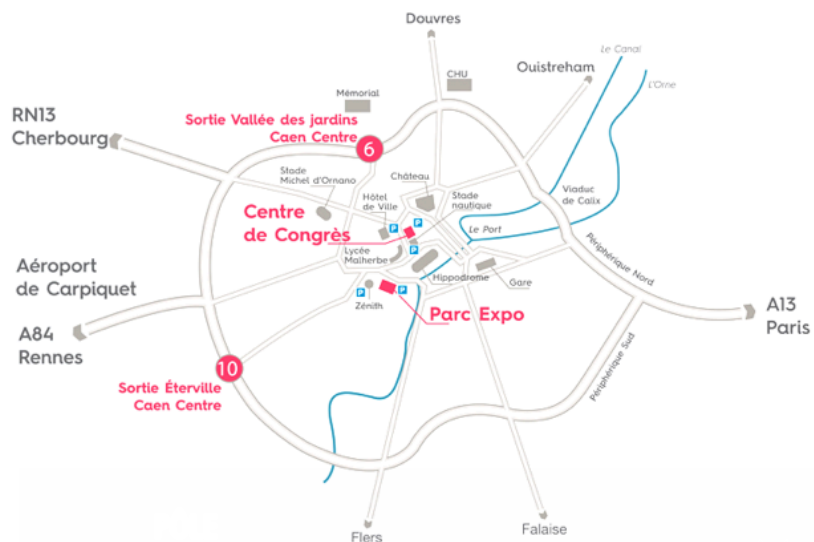 Douvres
Le Canal
CHU
Ouistreham
L'Orne
Mémorial
RN13
Cherbourg
Sortie Vallée des jardins
Caen Centre
6
Stade
Michel d'Ornano
Château
Hôtel
de Ville
Stade
nautique
Viaduc
de Calix
P
P
Centre
de Congrès
Le Port
Périphérique Nord
Lycée
Malherbe
P
Aéroport
de Carpiquet
Hippodrome
Gare
P
P
Zénith
Parc Expo
A13
Paris
A84
Rennes
10
Périphérique Sud
Sortie Éterville
Caen Centre
Flers
Falaise